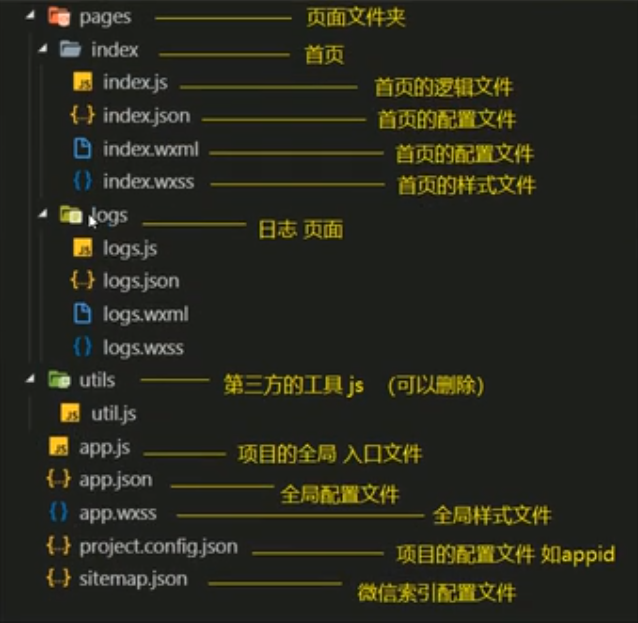 pages 页面文件夹
index 首页
index.js 首页的逻辑文件
index.json 首页的配置文件
index.wxml 首页的配置文件
index.wxss 首页的样式文件
logs 日志 页面
logs.js
logs.json
logs.wxml
logs.wxss
utils 第三方的工具 js (可以删除)
util.js
app.js 项目的全局 入口文件
app.json 全局配置文件
app.wxss 全局样式文件
project.config.json 项目的配置文件 如appid
sitemap.json 微信索引配置文件